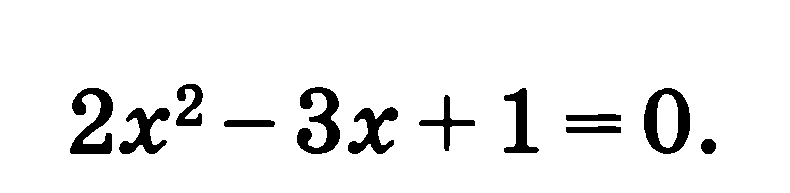 2x² − 3x + 1 = 0.